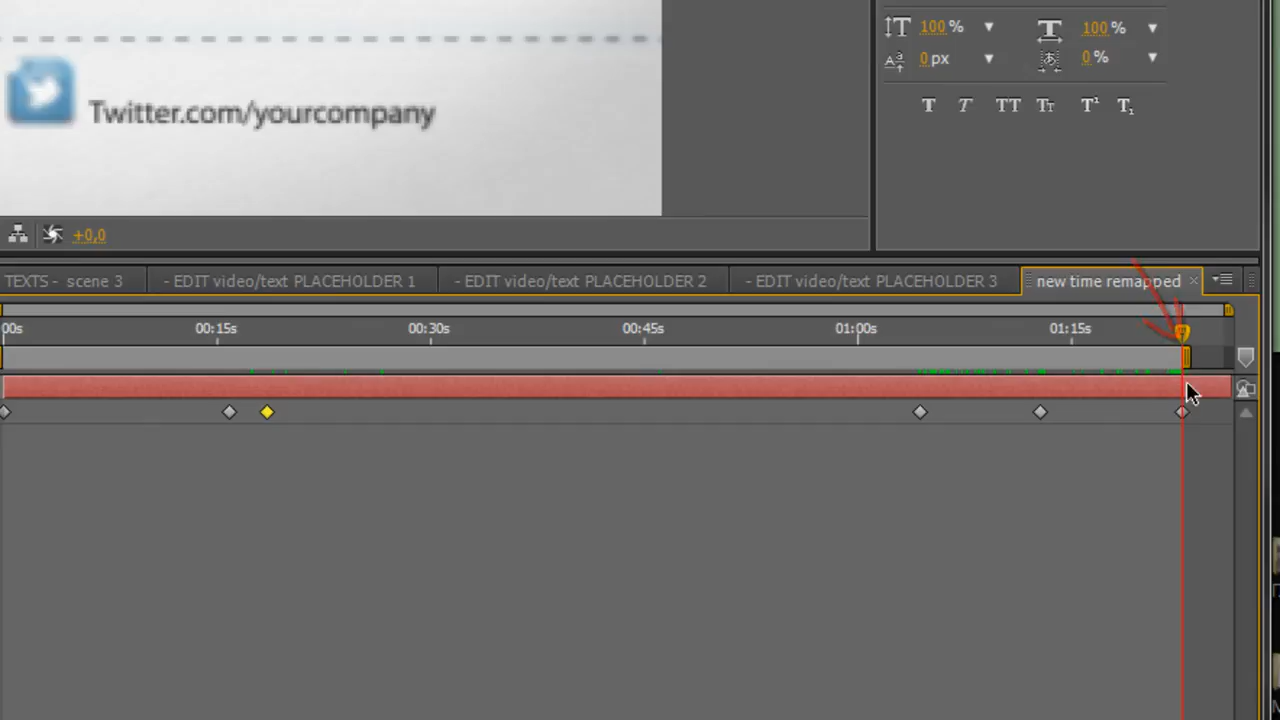 100 %
100 %
0 px
0 %
T T TT Tт T¹ T₁
Twitter.com/yourcompany
+0,0
TEXTS - scene 3
- EDIT video/text PLACEHOLDER 1
- EDIT video/text PLACEHOLDER 2
- EDIT video/text PLACEHOLDER 3
new time remapped
00s
00:15s
00:30s
00:45s
01:00s
01:15s